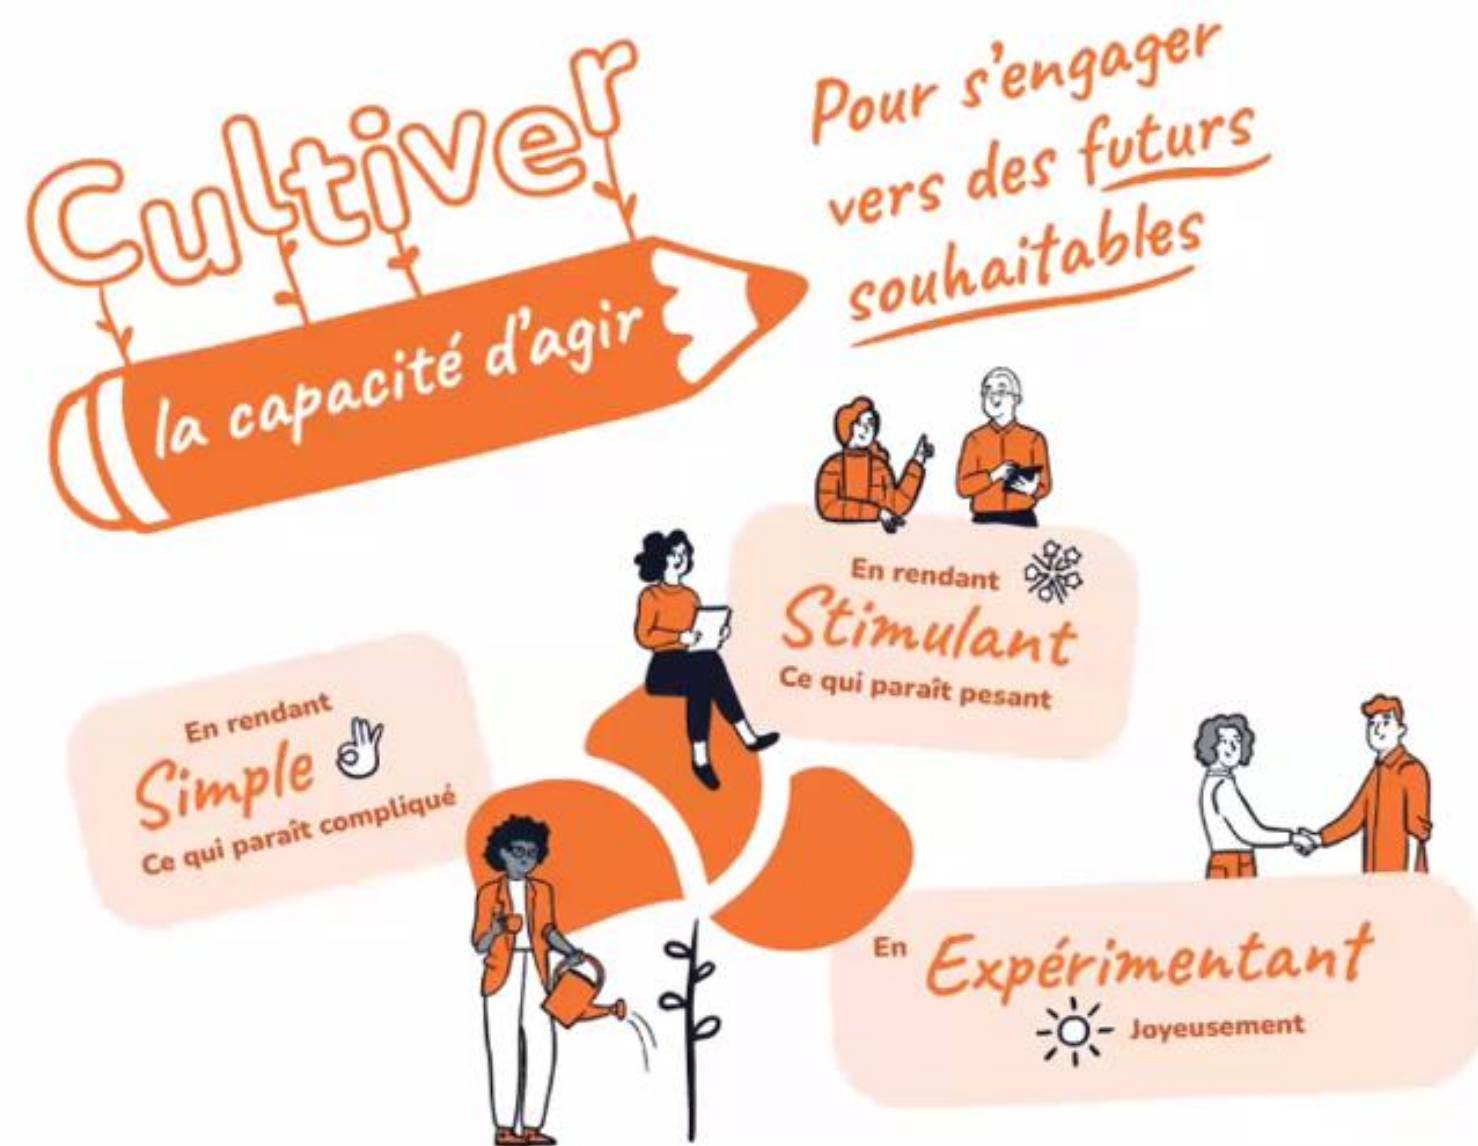 Cultiver
la capacité d'agir
Pour s'engager
vers des futurs
souhaitables
En rendant
Stimulant
Ce qui paraît pesant
En rendant
Simple
Ce qui paraît compliqué
En Expérimentant
Joyeusement